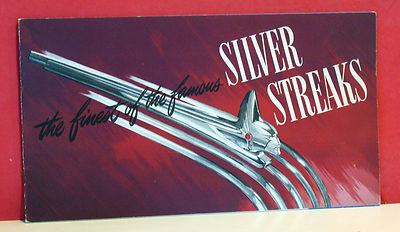 the finest of the famous
SILVER
STREAKS